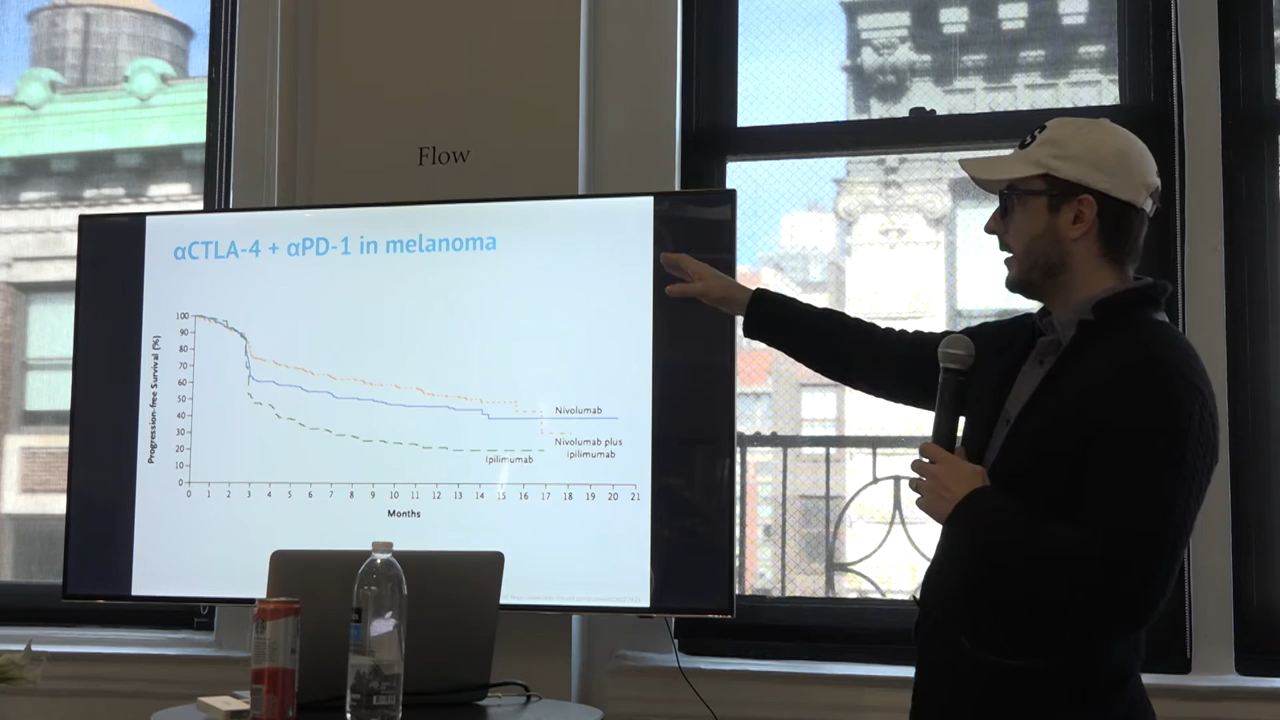 Flow
αCTLA-4 + αPD-1 in melanoma
Progression-free Survival (%)
100
90
80
70
60
50
40
30
20
10
0
Nivolumab
Nivolumab plus
Ipilimumab
Ipilimumab
0 1 2 3 4 5 6 7 8 9 10 11 12 13 14 15 16 17 18 19 20 21
Months
S